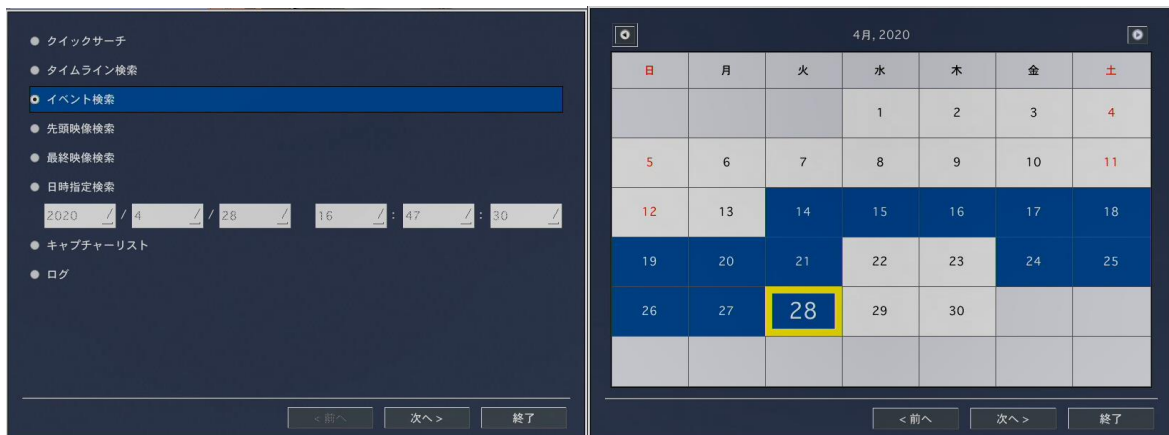 クイックサーチ
タイムライン検索
イベント検索
先頭映像検索
最終映像検索
日時指定検索
2020 / 4 / 28 16 : 47 : 30
キャプチャーリスト
ログ
<前へ 次へ> 終了
4月, 2020
日 月 火 水 木 金 土
1 2 3 4
5 6 7 8 9 10 11
12 13 14 15 16 17 18
19 20 21 22 23 24 25
26 27 28 29 30
<前へ 次へ> 終了